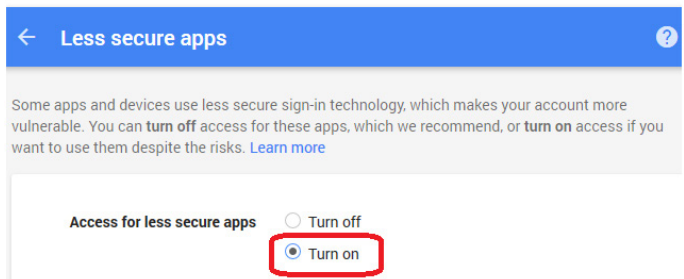 Less secure apps
Some apps and devices use less secure sign-in technology, which makes your account more
vulnerable. You can turn off access for these apps, which we recommend, or turn on access if you
want to use them despite the risks. Learn more
Access for less secure apps
Turn off
Turn on